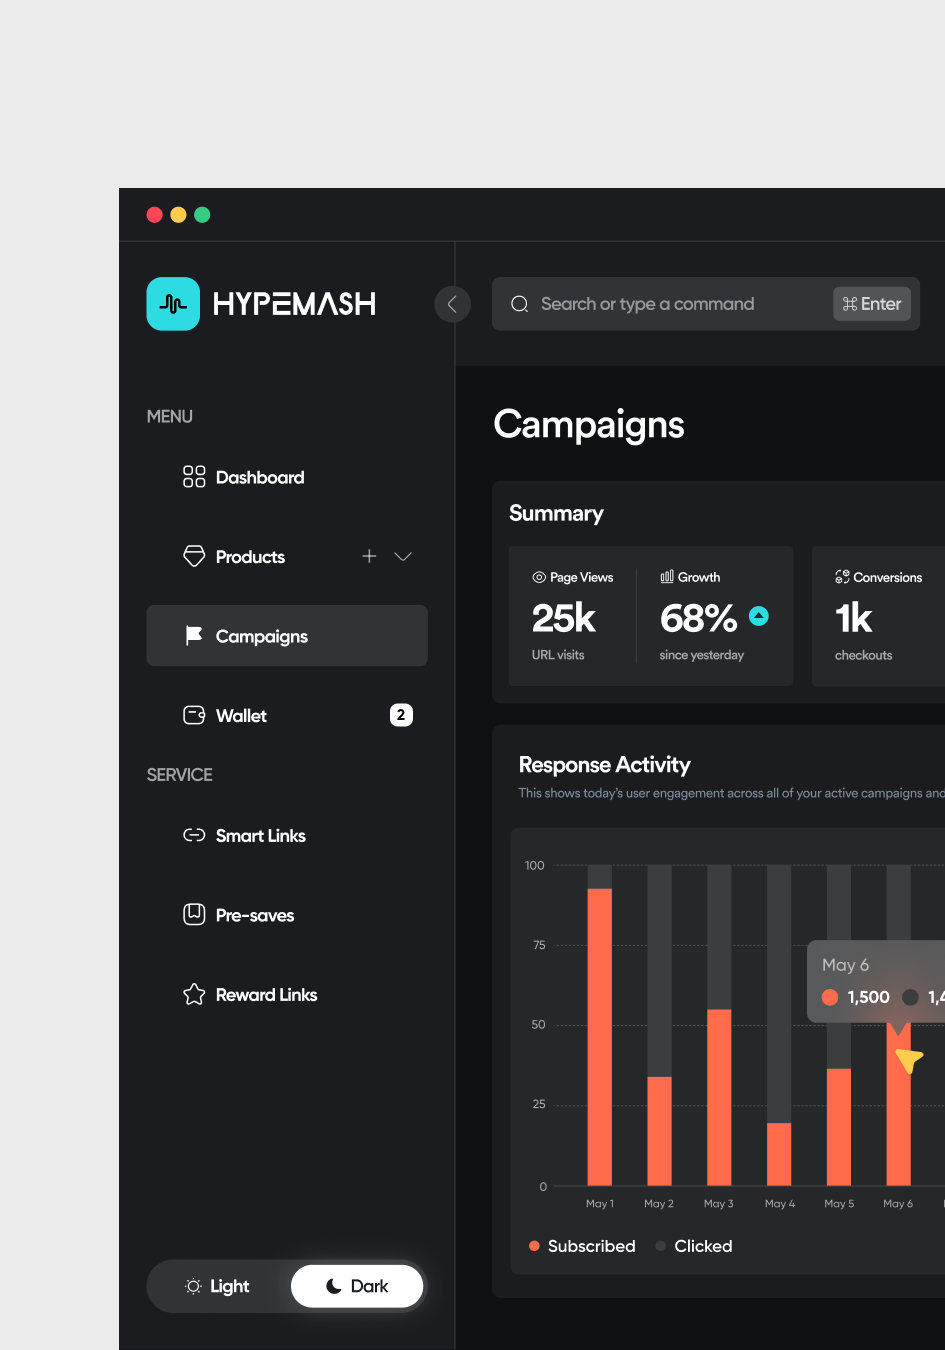 HYPEMASH
Search or type a command
⌘ Enter
MENU
Dashboard
Products
Campaigns
Wallet 2
SERVICE
Smart Links
Pre-saves
Reward Links
Light
Dark
Campaigns
Summary
Page Views
25k
URL visits
Growth
68%
since yesterday
Conversions
1k
checkouts
Response Activity
This shows today's user engagement across all of your active campaigns and
100
75
50
25
0
May 6
1,500 1,4
May 1 May 2 May 3 May 4 May 5 May 6
Subscribed Clicked